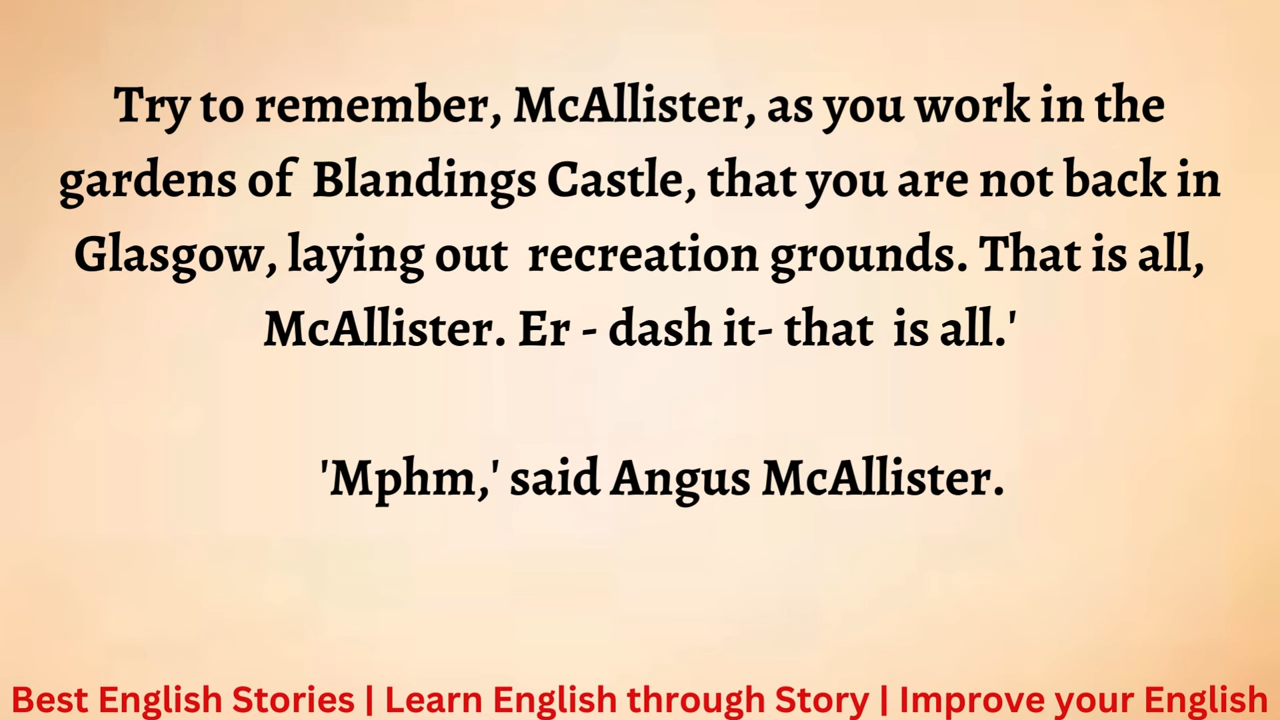 Try to remember, McAllister, as you work in the
gardens of Blandings Castle, that you are not back in
Glasgow, laying out recreation grounds. That is all,
McAllister. Er - dash it- that is all.'
'Mphm,' said Angus McAllister.
Best English Stories | Learn English through Story | Improve your English